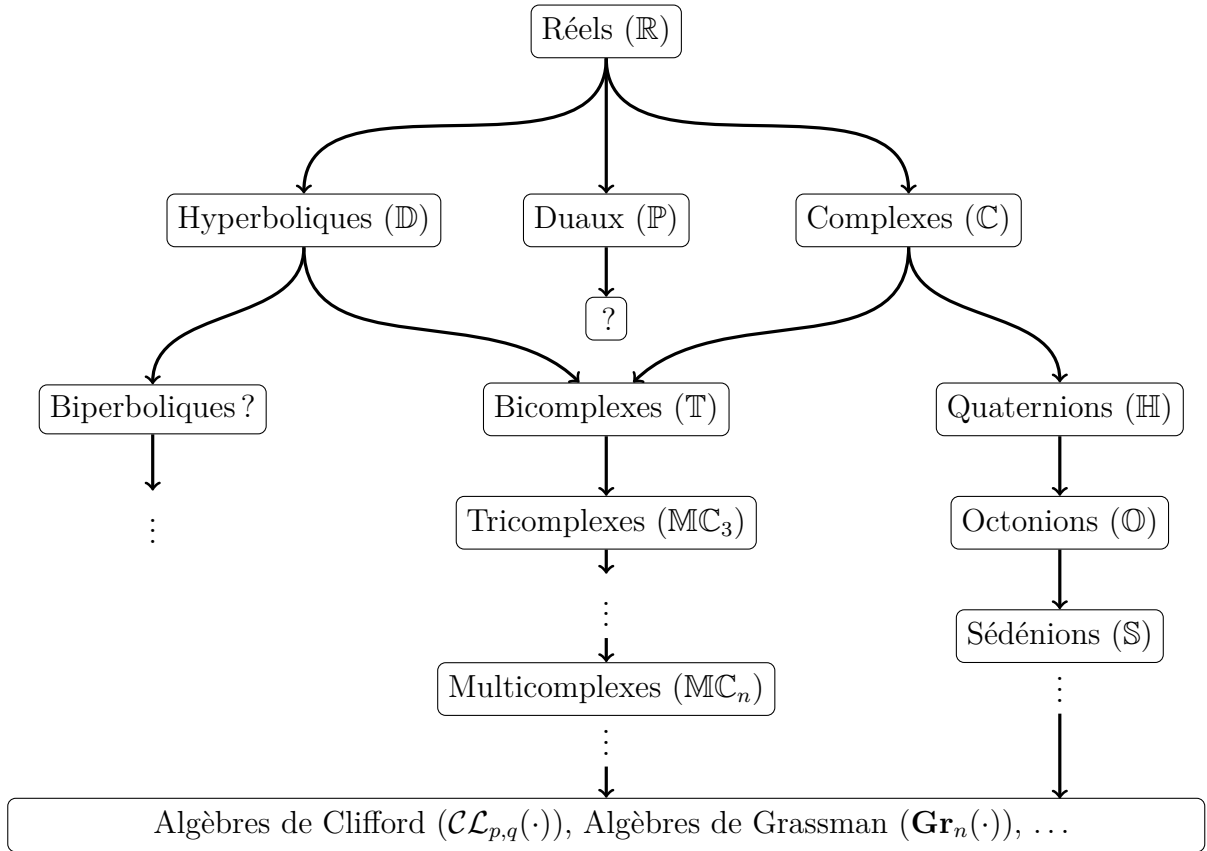 Réels (ℝ)
Hyperboliques (𝔻)
Duaux (ℙ)
Complexes (ℂ)
?
Biperboliques ?
Bicomplexes (𝕋)
Quaternions (ℍ)
⋮
Tricomplexes (𝕄ℂ₃)
Octonions (𝕆)
⋮
Sédénions (𝕊)
Multicomplexes (𝕄ℂₙ)
⋮
⋮
Algèbres de Clifford (𝒞ℒ_{p,q}(·)), Algèbres de Grassman (𝐆𝐫ₙ(·)), …